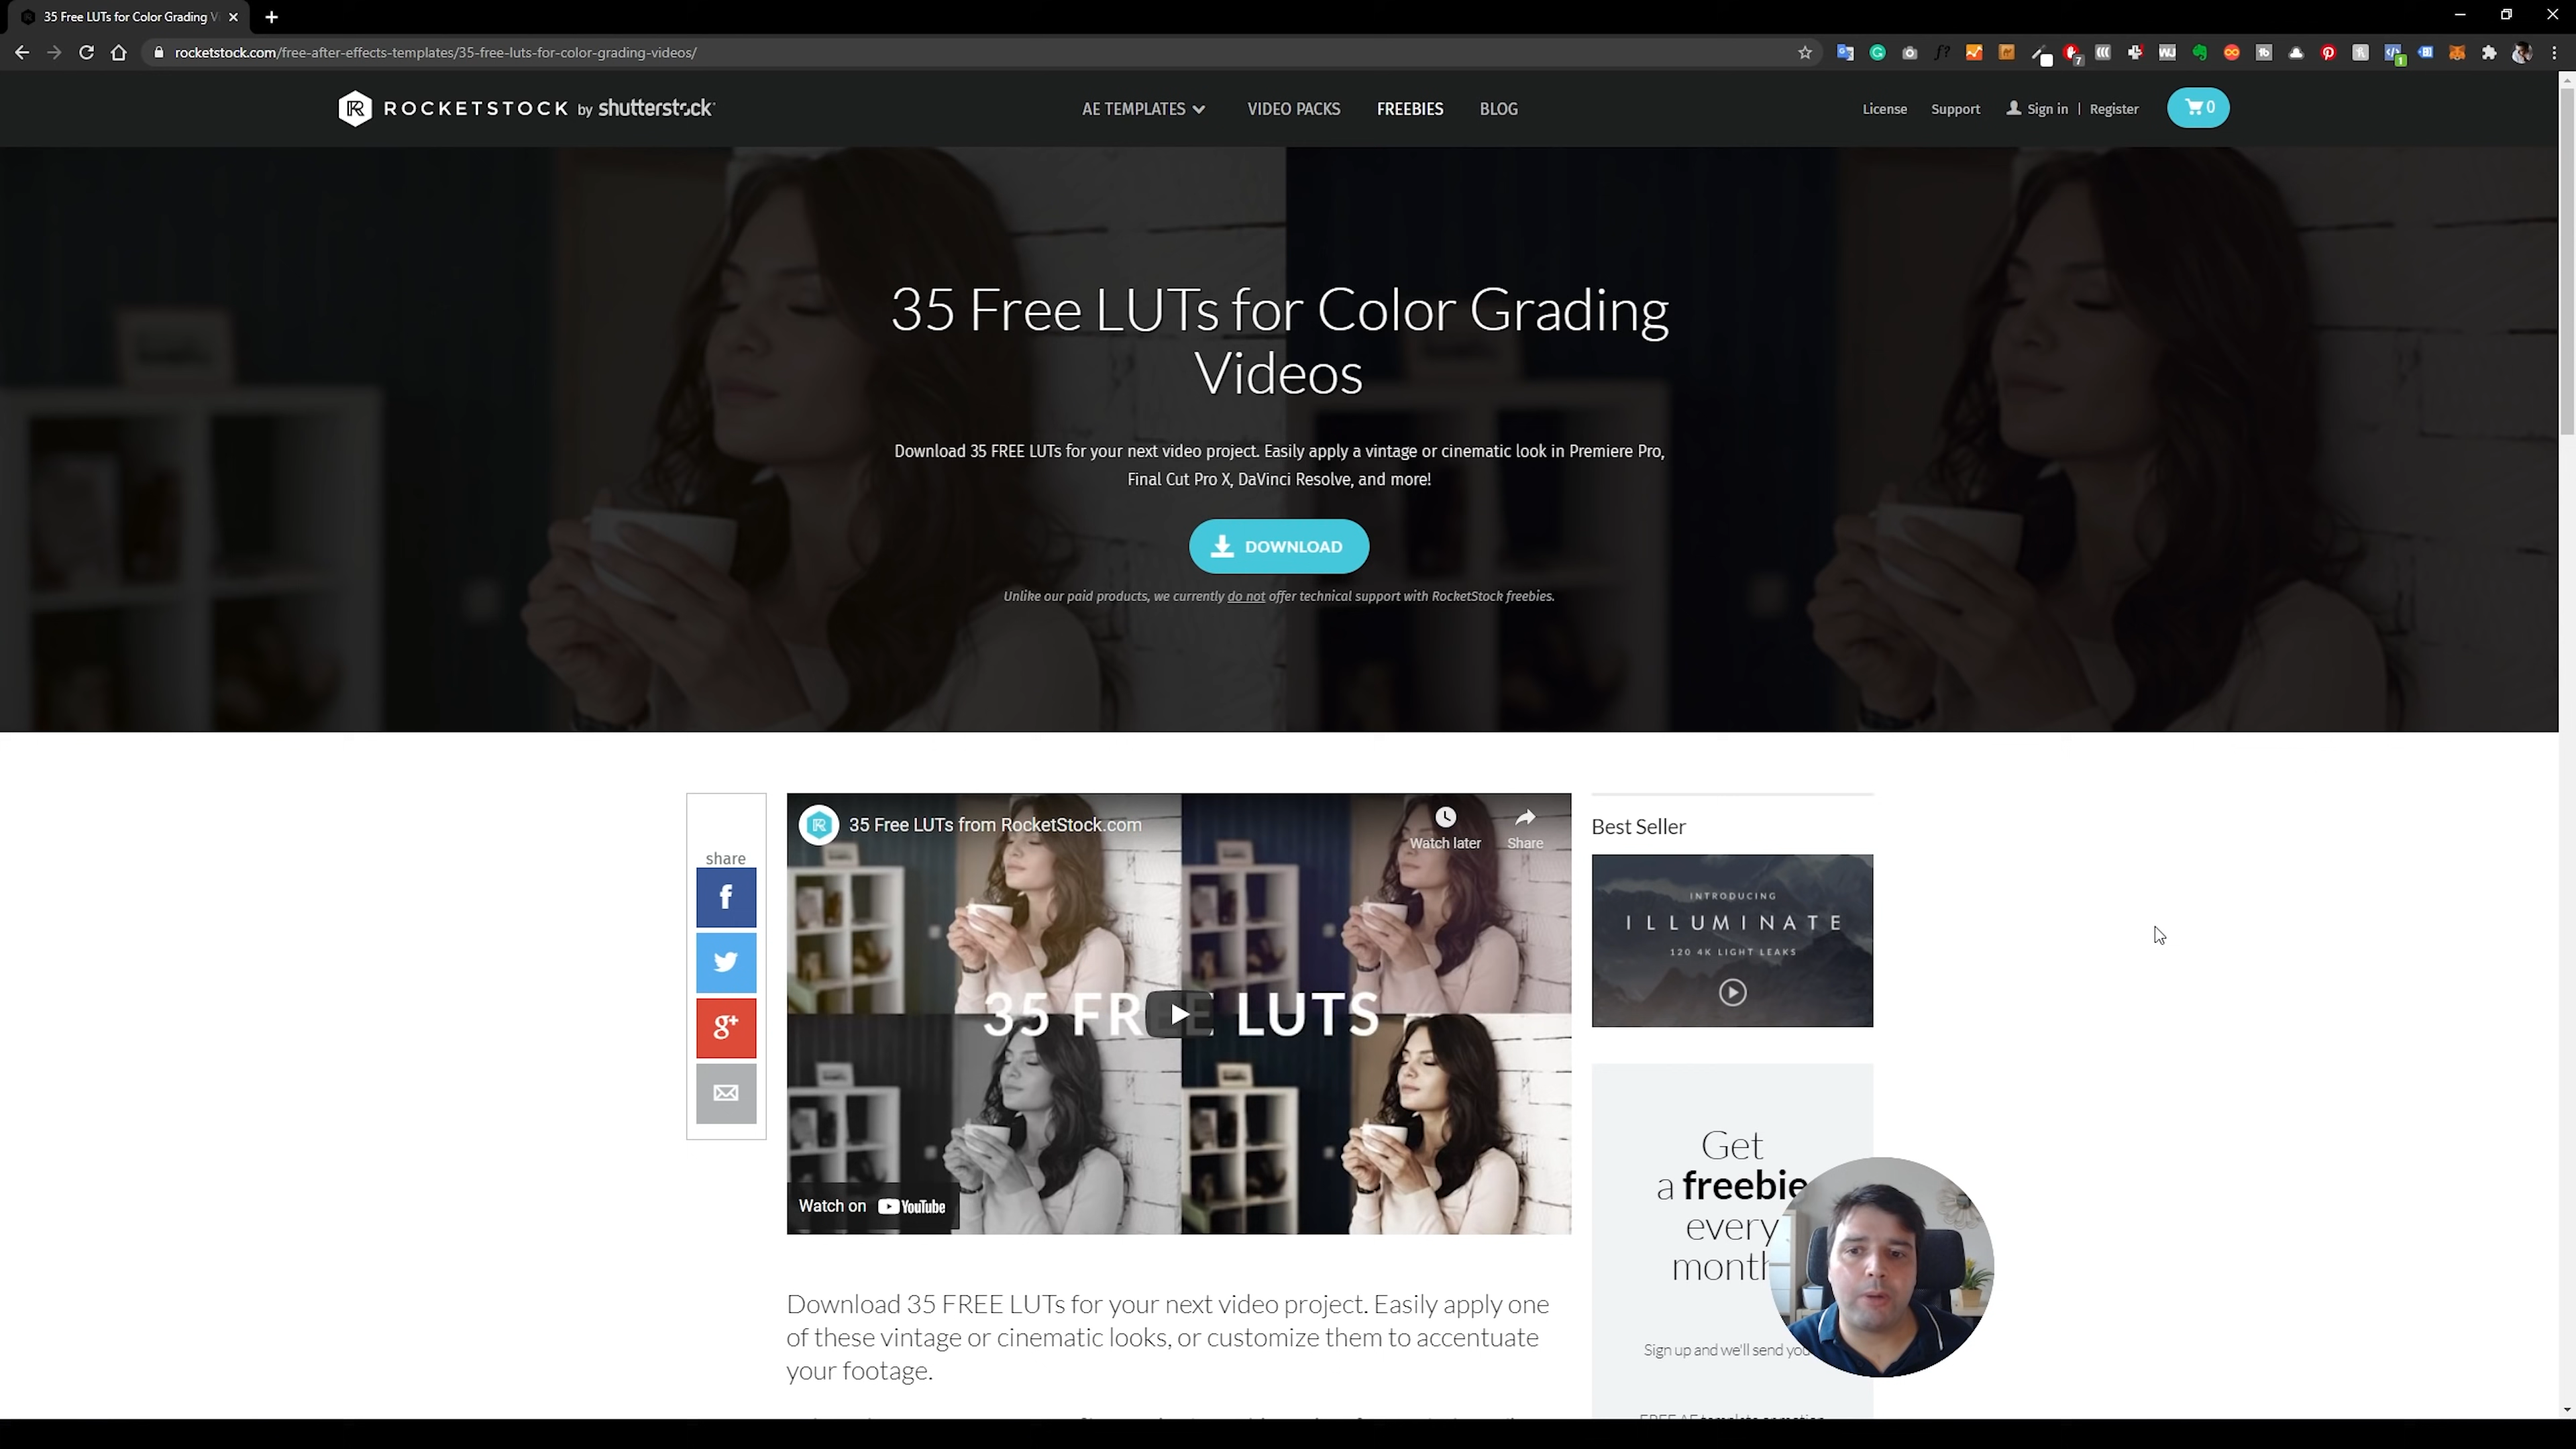 35 Free LUTs for Color Grading Vi
rocketstock.com/free-after-effects-templates/35-free-luts-for-color-grading-videos/
7
1
ROCKETSTOCK by shutterstock
AE TEMPLATES
VIDEO PACKS
FREEBIES
BLOG
License
Support
Sign in | Register
0
35 Free LUTs for Color Grading
Videos
Download 35 FREE LUTs for your next video project. Easily apply a vintage or cinematic look in Premiere Pro,
Final Cut Pro X, DaVinci Resolve, and more!
DOWNLOAD
Unlike our paid products, we currently do not offer technical support with RocketStock freebies.
share
35 Free LUTs from RocketStock.com
Watch later
Share
35 FREE LUTS
Watch on YouTube
Best Seller
INTRODUCING
ILLUMINATE
120 4K LIGHT LEAKS
Get
a freebie
every
month
Sign up and we'll send you
Download 35 FREE LUTs for your next video project. Easily apply one
of these vintage or cinematic looks, or customize them to accentuate
your footage.